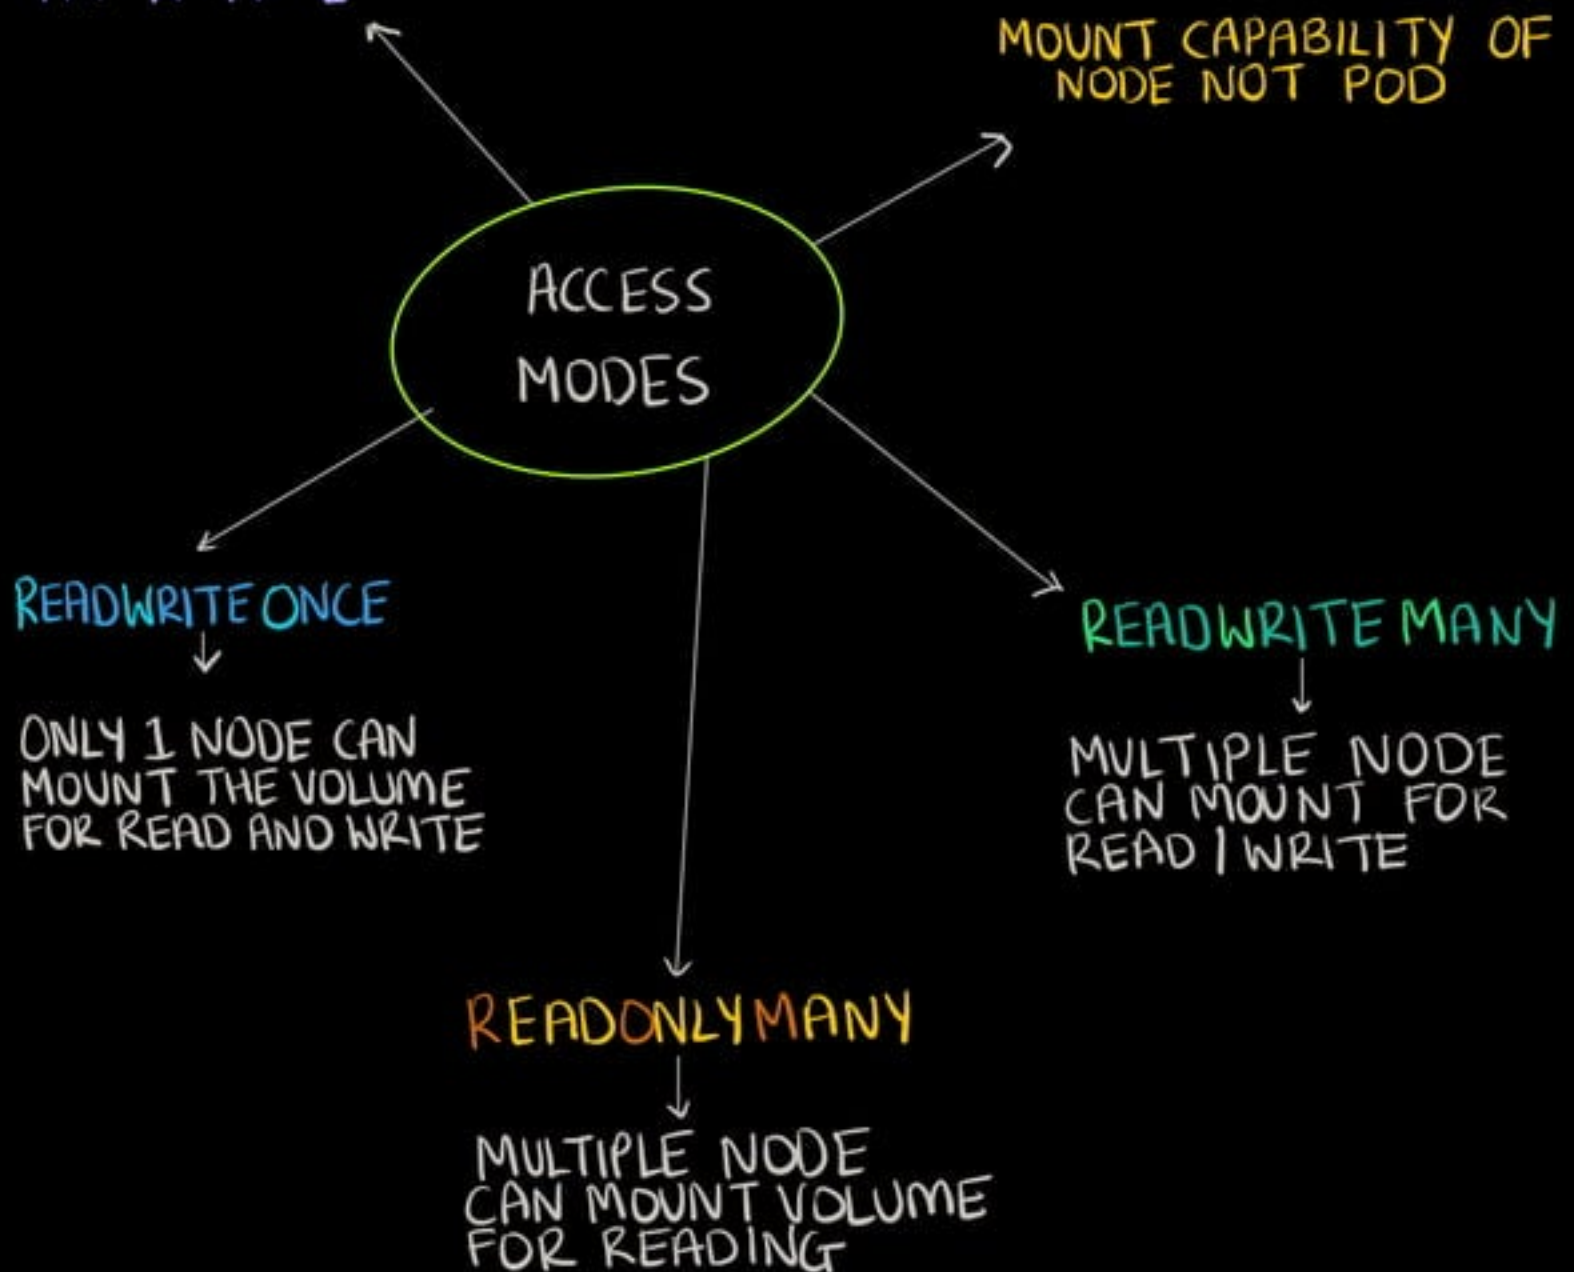 MOUNT CAPABILITY OF
NODE NOT POD
ACCESS
MODES
READWRITE ONCE
ONLY 1 NODE CAN
MOUNT THE VOLUME
FOR READ AND WRITE
READWRITE MANY
MULTIPLE NODE
CAN MOUNT FOR
READ | WRITE
READONLYMANY
MULTIPLE NODE
CAN MOUNT VOLUME
FOR READING